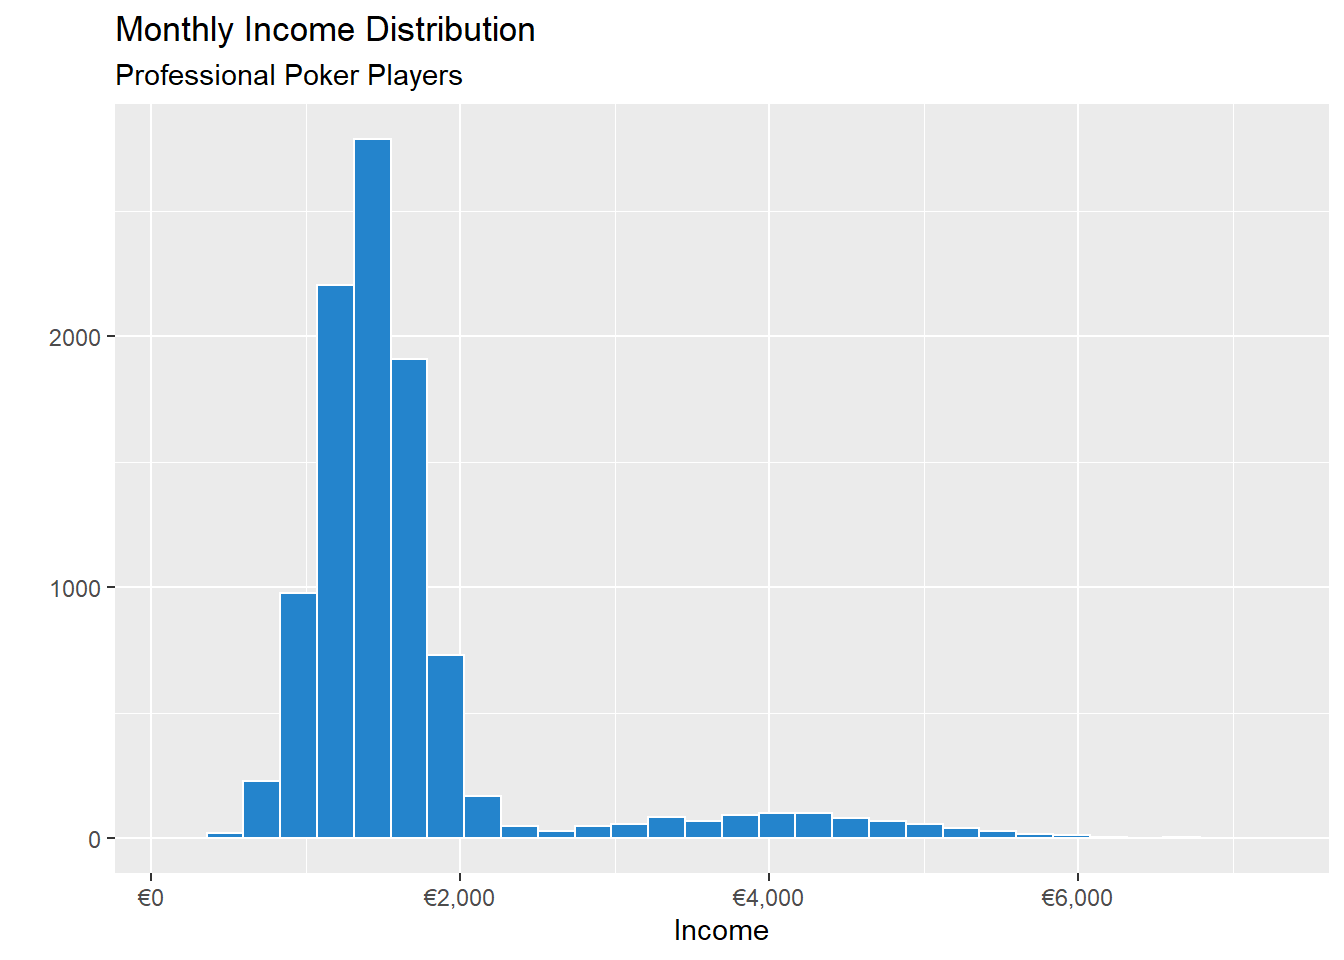 Monthly Income Distribution
Professional Poker Players
2000
1000
0
€0 €2,000 €4,000 €6,000
Income